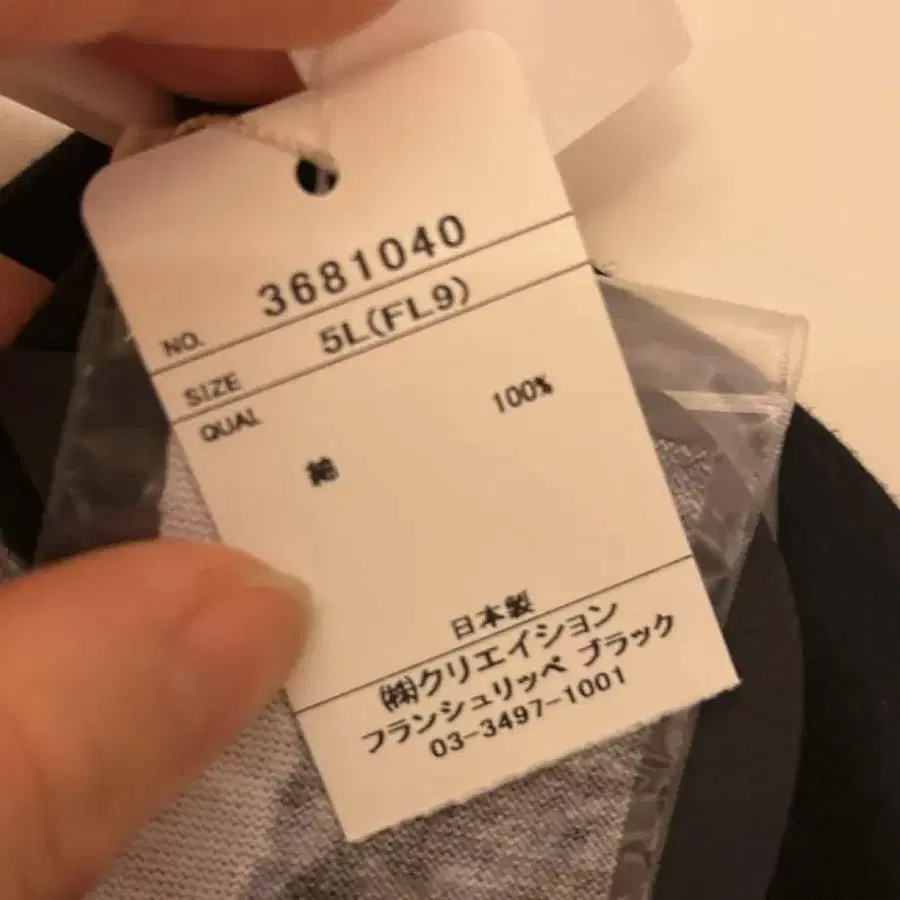 NO. 3681040
SIZE 5L(FL9)
QUAL
100%
綿
日本製
㈱クリエイション
フランシュリッペ ブラック
03-3497-1001